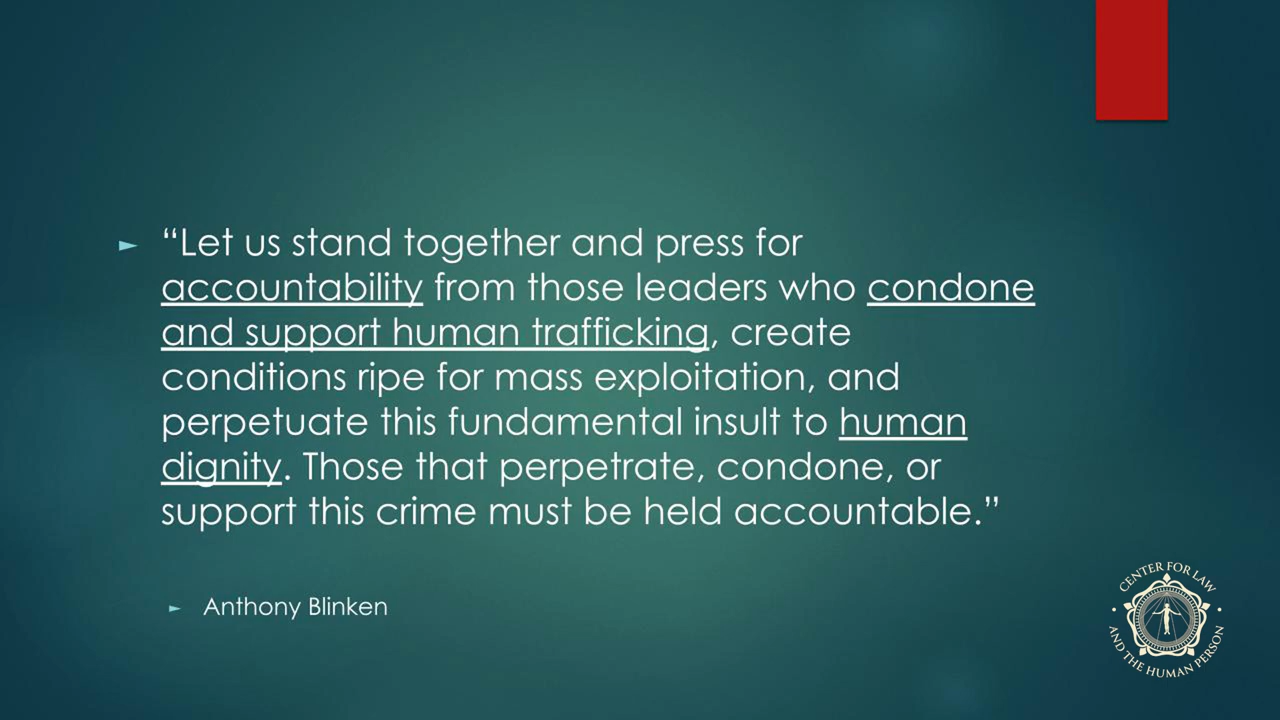 ► “Let us stand together and press for
accountability from those leaders who condone
and support human trafficking, create
conditions ripe for mass exploitation, and
perpetuate this fundamental insult to human
dignity. Those that perpetrate, condone, or
support this crime must be held accountable.”
► Anthony Blinken
CENTER FOR LAW
AND THE HUMAN PERSON